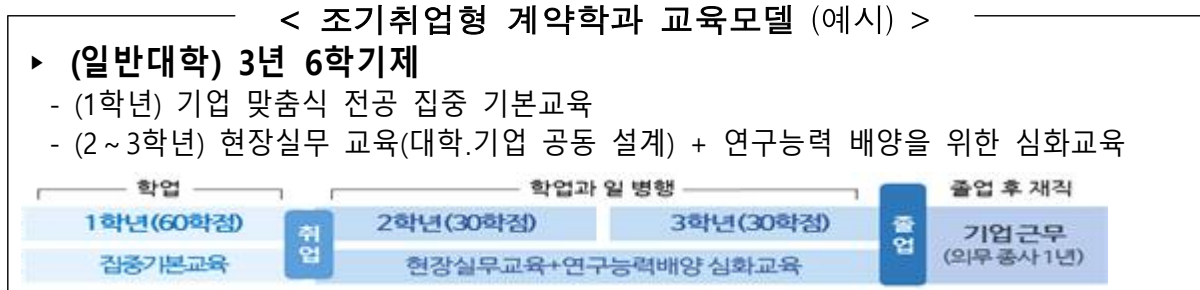 < 조기취업형 계약학과 교육모델 (예시) >
▸ (일반대학) 3년 6학기제
- (1학년) 기업 맞춤식 전공 집중 기본교육
- (2~3학년) 현장실무 교육(대학.기업 공동 설계) + 연구능력 배양을 위한 심화교육
학업 학업과 일 병행 졸업 후 재직
1학년(60학점) 취업 2학년(30학점) 3학년(30학점) 졸업 기업 근무
집중기본교육 현장실무교육+연구능력배양 심화교육 (의무 종사 1년)